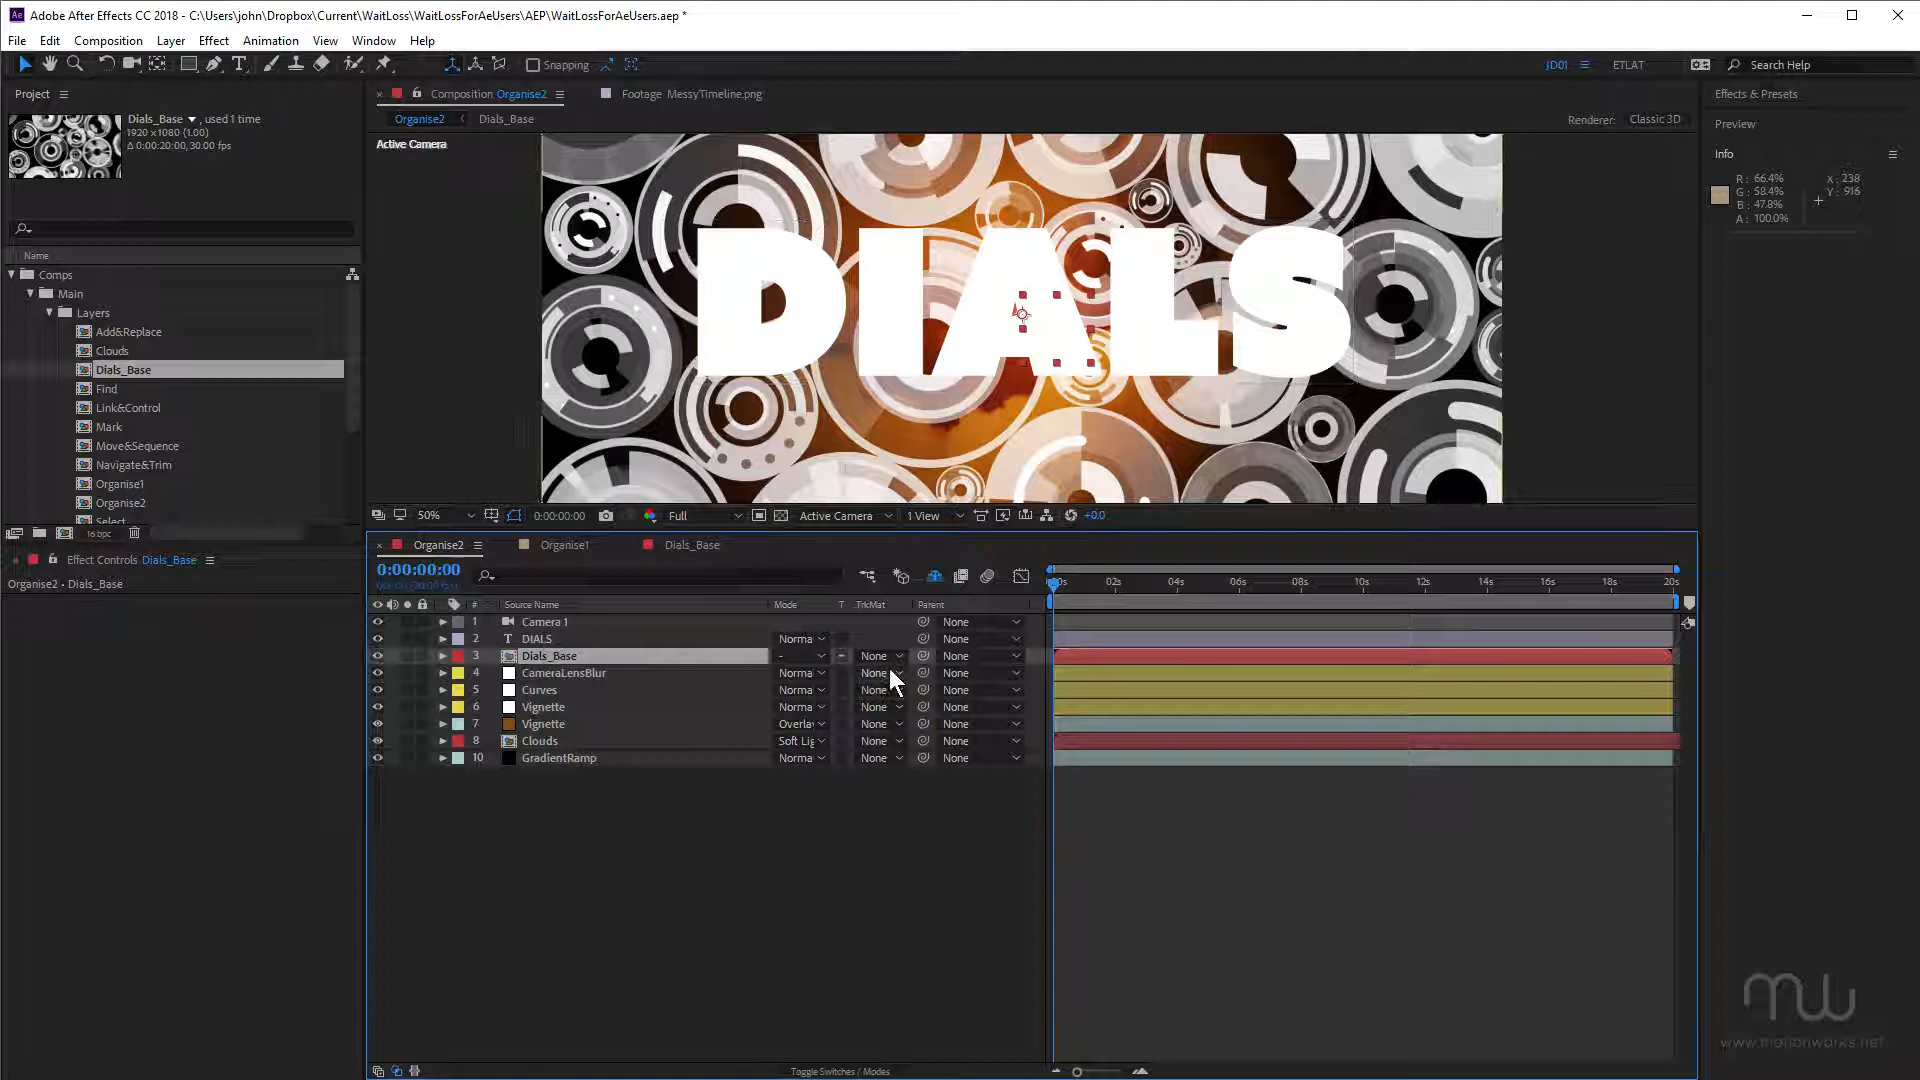 Adobe After Effects CC 2018 - C:\Users\john\Dropbox\Current\WaitLoss\WaitLossForAeUsers\AEP\WaitLossForAeUsers.aep *
File Edit Composition Layer Effect Animation View Window Help
Snapping JD01 ETLAT Search Help
Project
Composition Organise2 Footage MessyTimeline.png
Effects & Presets
Dials_Base , used 1 time
1920 x1080 (1.00)
Δ 0:00:20:00, 30.00 fps
Organise2 Dials_Base
Renderer: Classic 3D
Preview
Active Camera
Info
R: 66.4% X: 238
G: 58.4% Y: 916
B: 47.8%
A: 100.0%
DIALS
Name
Comps
Main
Layers
Add&Replace
Clouds
Dials_Base
Find
Link&Control
Mark
Move&Sequence
Navigate&Trim
Organise1
Organise2
Select
16 bpc
50% 0:00:00:00 Full Active Camera 1 View +0.0
Effect Controls Dials_Base
Organise2 • Dials_Base
Organise2 Organise1 Dials_Base
0:00:00:00
02s 04s 06s 08s 10s 12s 14s 16s 18s 20s
# Source Name Mode T TrkMat Parent
1 Camera 1 None
2 T DIALS Norma None
3 Dials_Base - None None
4 CameraLensBlur Norma None None
5 Curves Norma None None
6 Vignette Norma None None
7 Vignette Overlay None None
8 Clouds Soft Lig None None
10 GradientRamp Norma None None
Toggle Switches / Modes
mw
www.motionworks.net